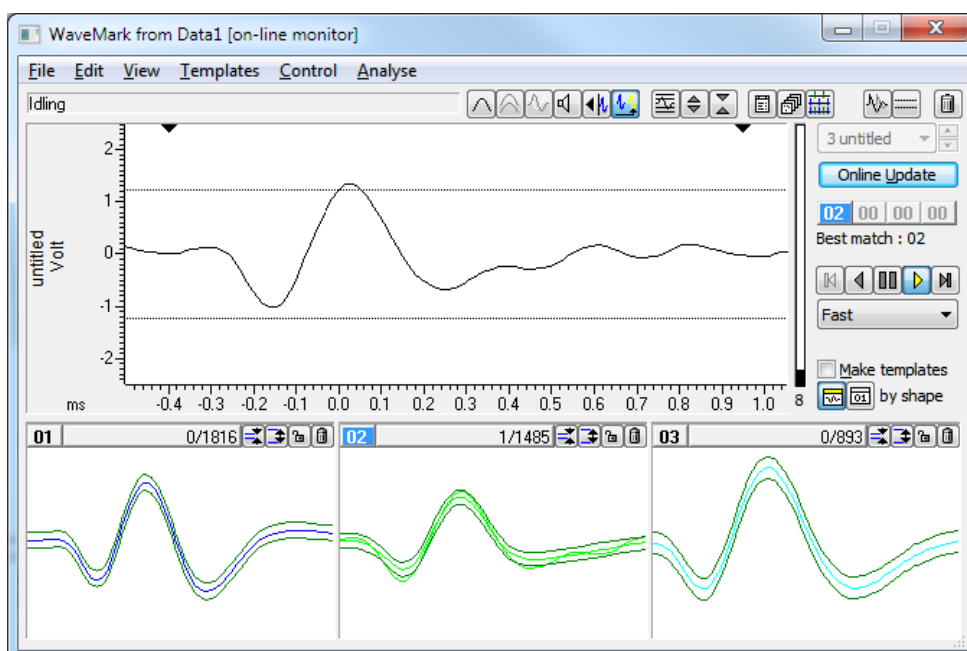 WaveMark from Data1 [on-line monitor]
File Edit View Templates Control Analyse
Idling
3 untitled
Online Update
02 00 00 00
Best match : 02
Fast
Make templates
01 by shape
untitled
Volt
2
1
0
-1
-2
ms -0.4 -0.3 -0.2 -0.1 0.0 0.1 0.2 0.3 0.4 0.5 0.6 0.7 0.8 0.9 1.0 8
01 0/1816 02 1/1485 03 0/893